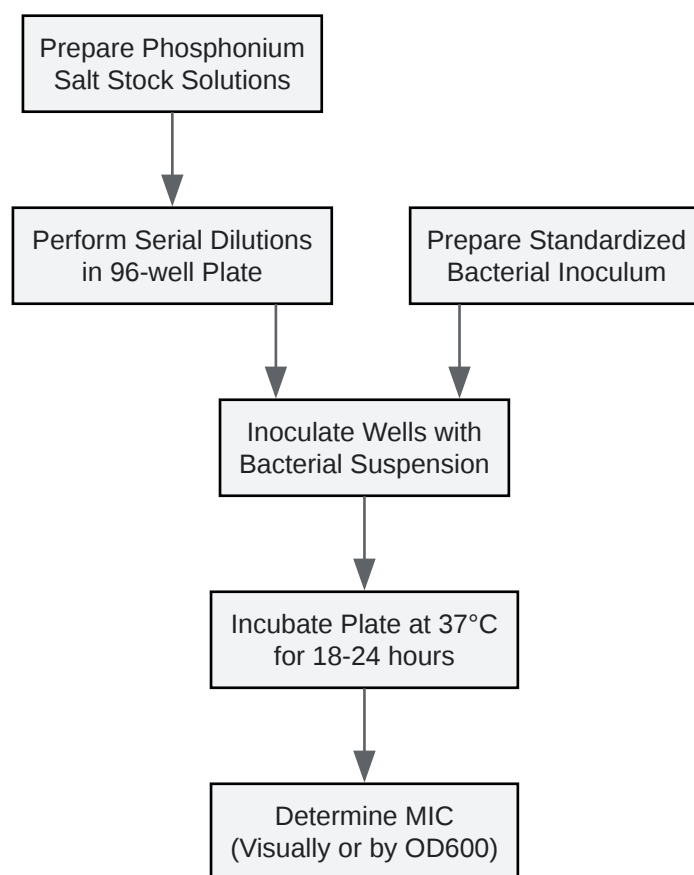 Prepare Phosphonium
Salt Stock Solutions
Perform Serial Dilutions
in 96-well Plate
Prepare Standardized
Bacterial Inoculum
Inoculate Wells with
Bacterial Suspension
Incubate Plate at 37°C
for 18-24 hours
Determine MIC
(Visually or by OD600)